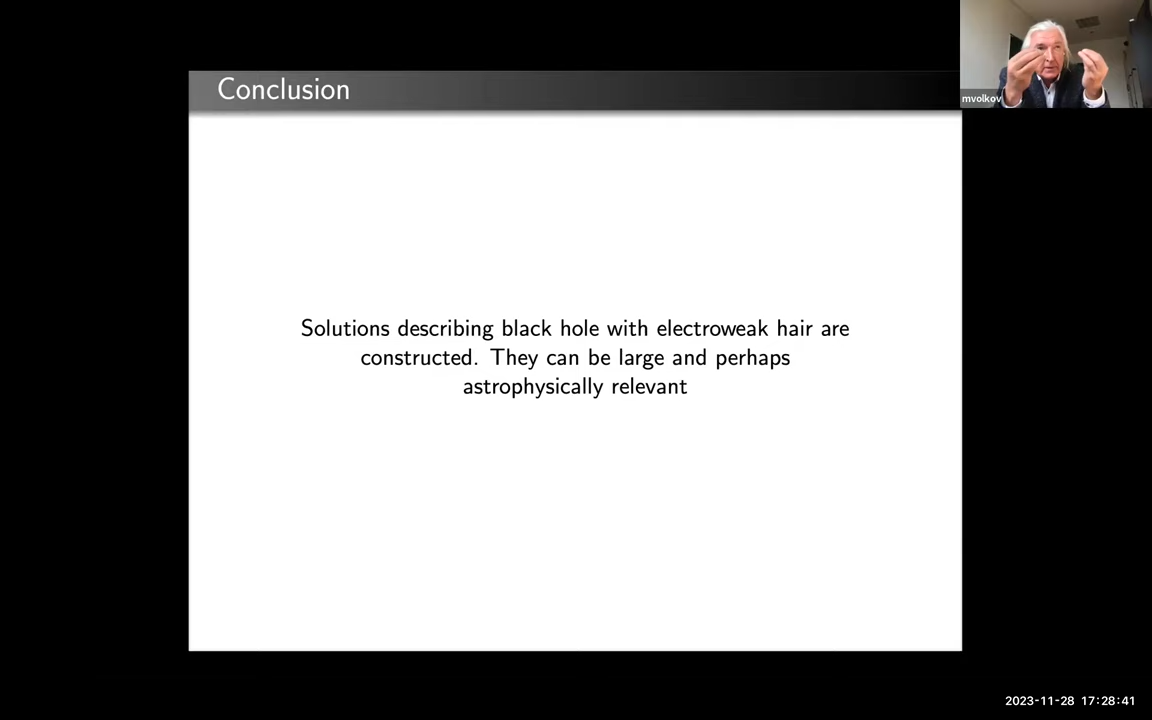 Conclusion
mvolkov
Solutions describing black hole with electroweak hair are
constructed. They can be large and perhaps
astrophysically relevant
2023-11-28 17:28:41